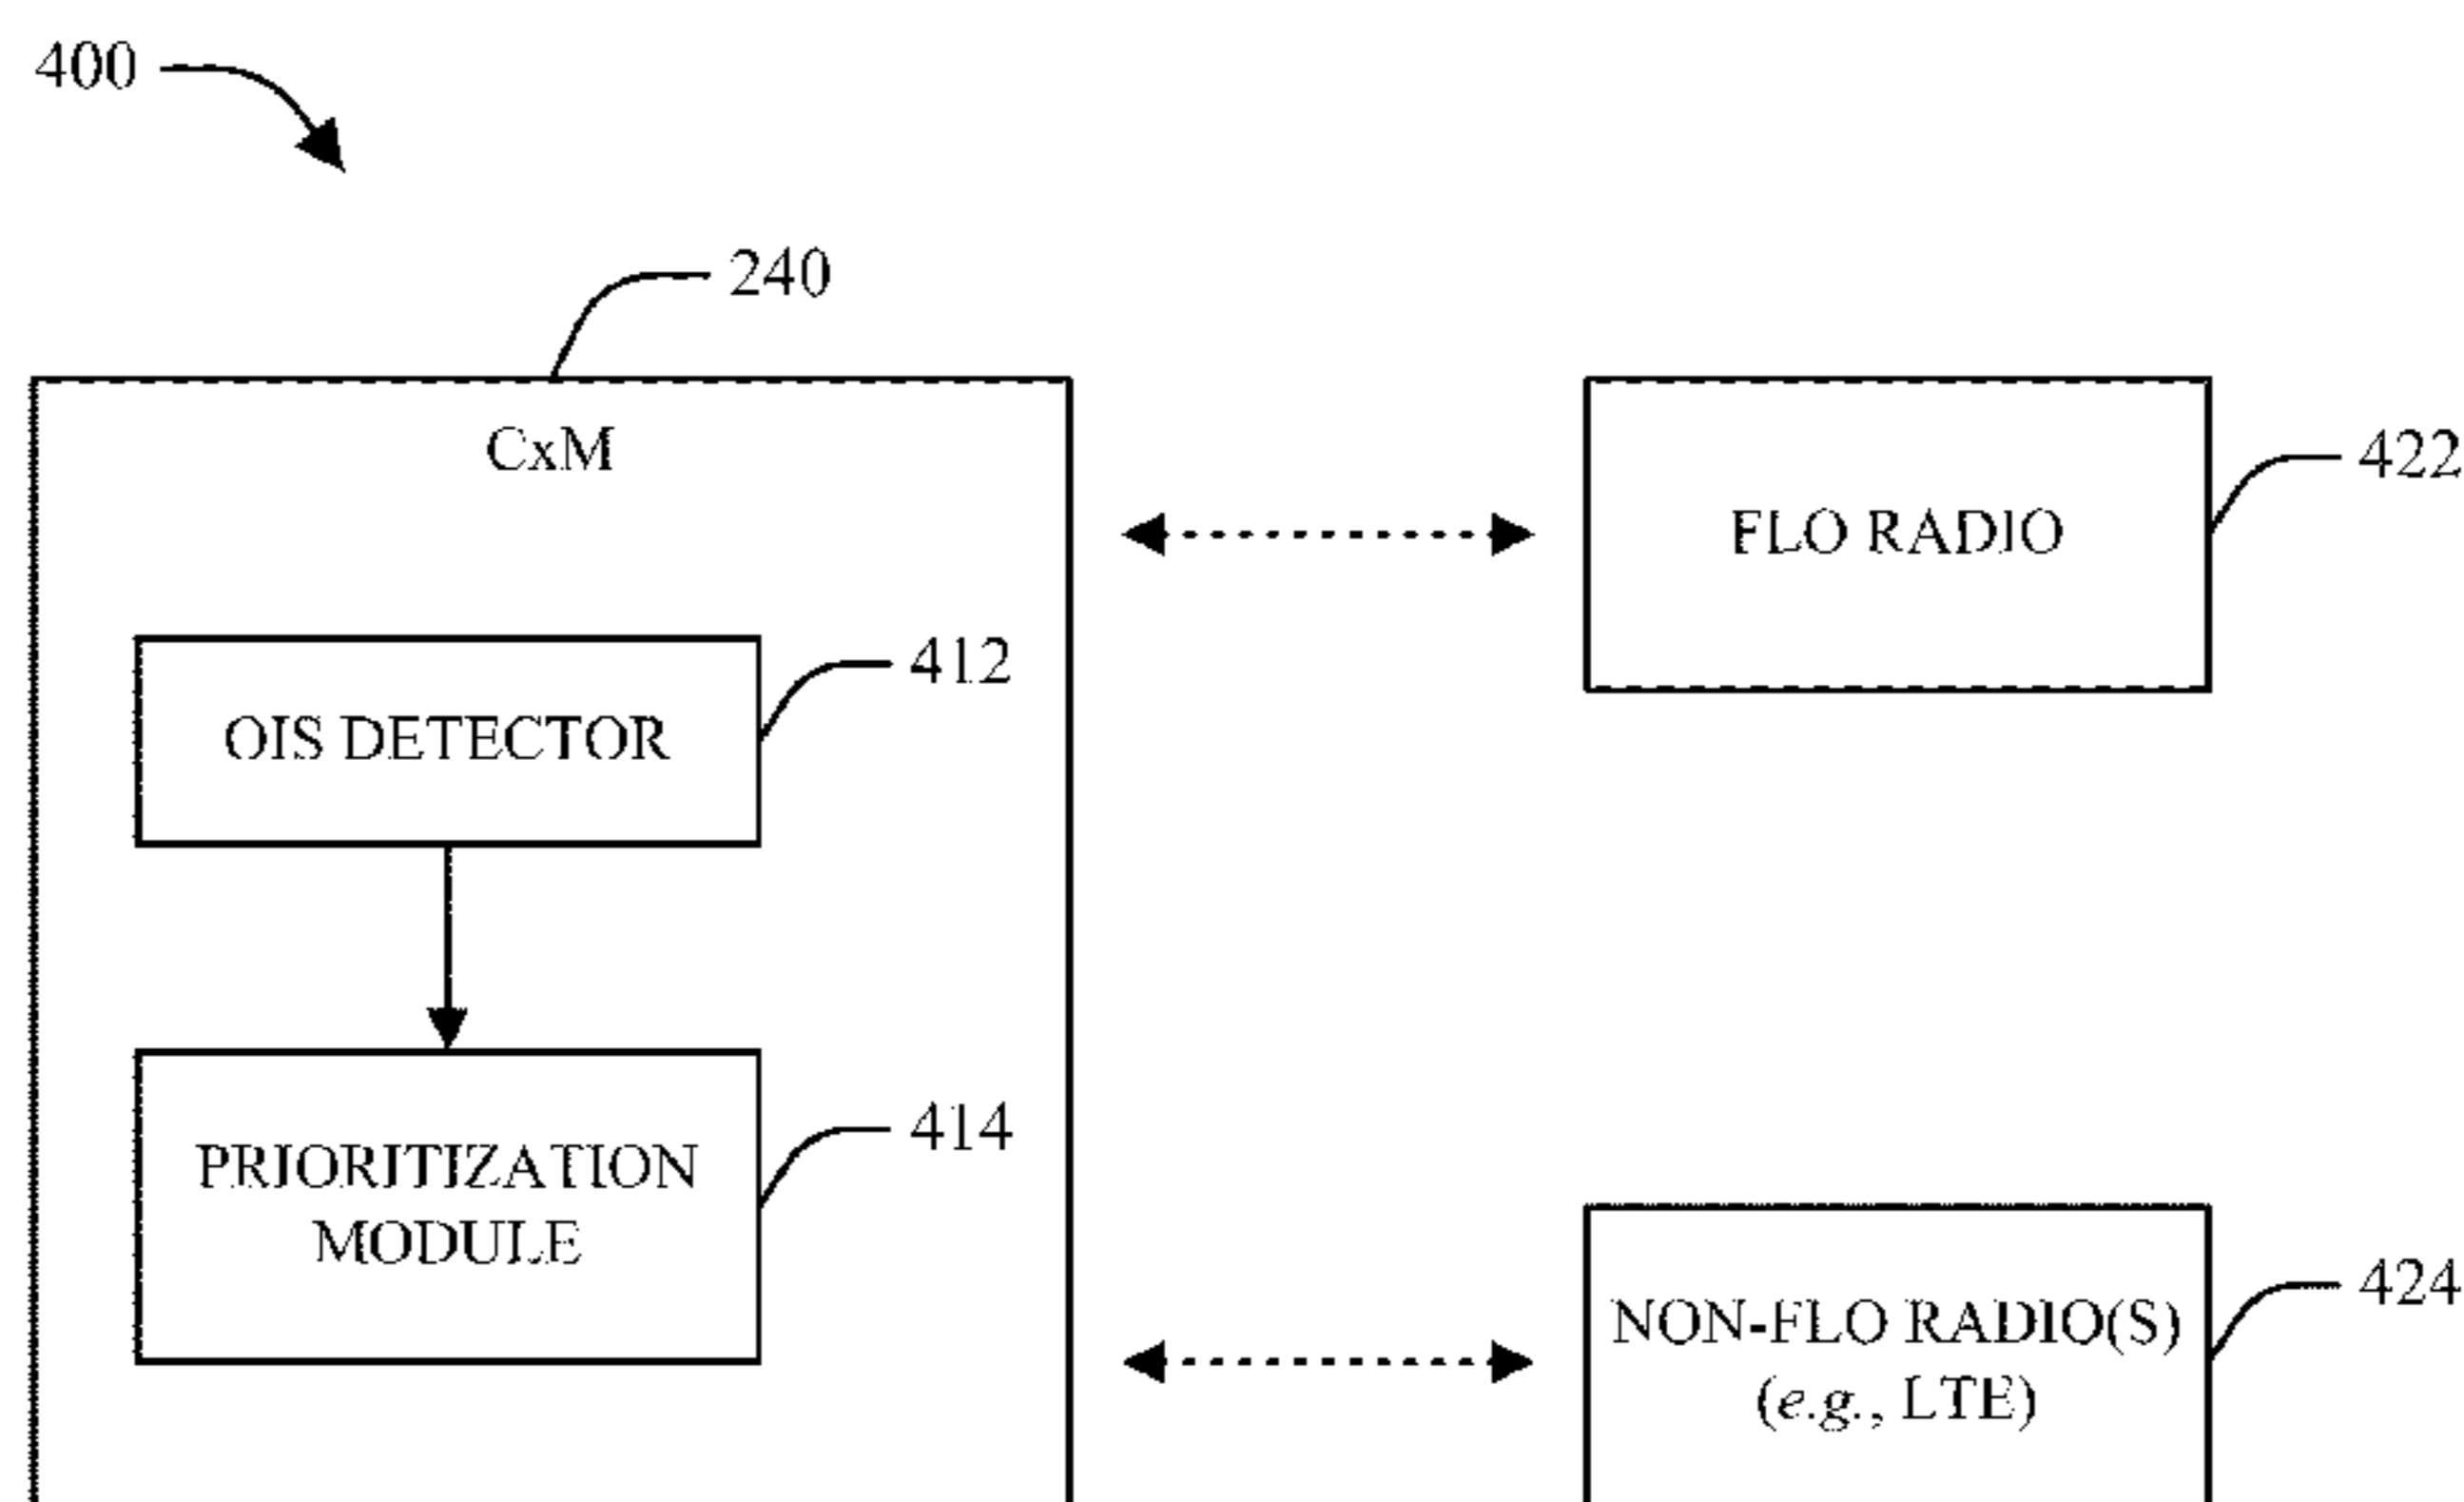 400
240
CxM
422
FLO RADIO
412
OIS DETECTOR
414
PRIORITIZATION
MODULE
424
NON-FLO RADIO(S)
(e.g., LTE)